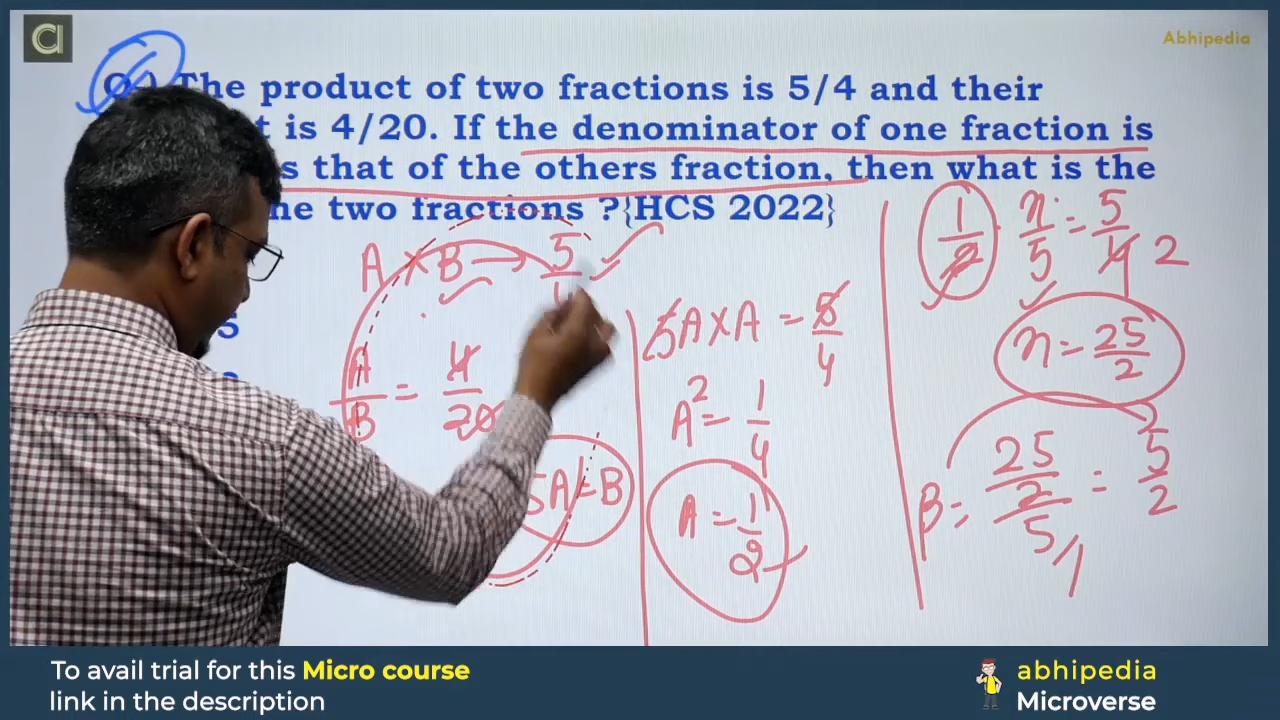 Abhipedia
The product of two fractions is 5/4 and their
is 4/20. If the denominator of one fraction is
that of the others fraction, then what is the
two fractions ?{HCS 2022}
A × B → 5
A/B = 4/20
5A = B
5A × A = 5/4
A² = 1/4
A = 1/2
1/2 n/5 = 5/4 2
n = 25/2
B = 25/2/5/1 = 5/2
To avail trial for this Micro course
link in the description
abhipedia
Microverse